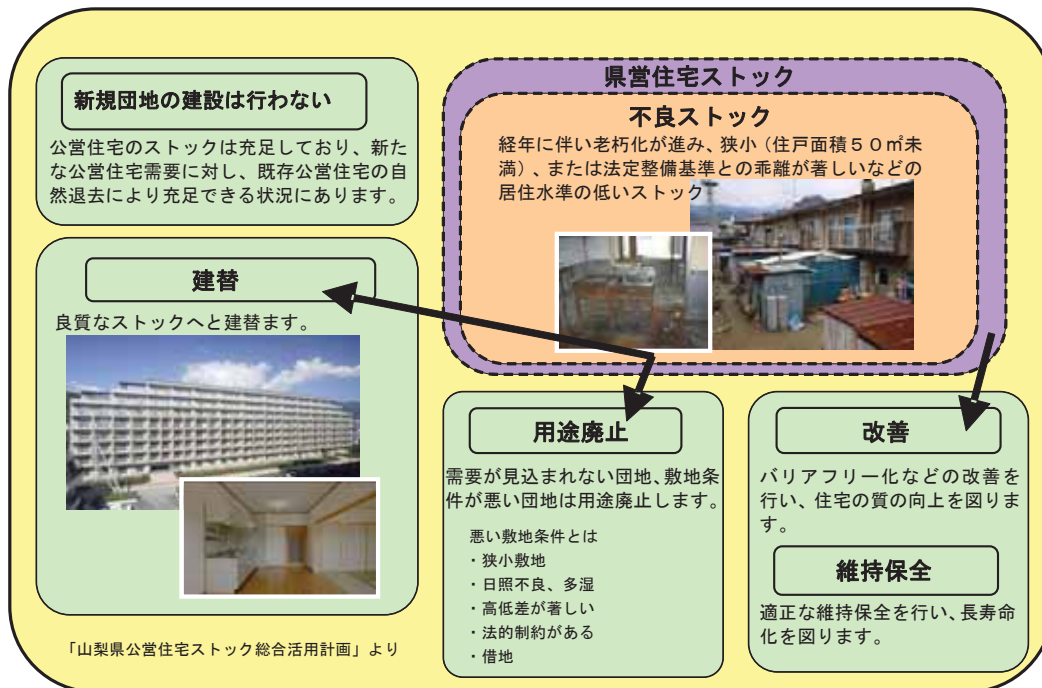 新規団地の建設は行わない
公営住宅のストックは充足しており、新た
な公営住宅需要に対し、既存公営住宅の自
然退去により充足できる状況にあります。
県営住宅ストック
不良ストック
経年に伴い老朽化が進み、狭小（住戸面積５０㎡未
満）、または法定整備基準との乖離が著しいなどの
居住水準の低いストック
建替
良質なストックへと建替ます。
用途廃止
需要が見込まれない団地、敷地条
件が悪い団地は用途廃止します。
悪い敷地条件とは
・狭小敷地
・日照不良、多湿
・高低差が著しい
・法的制約がある
・借地
改善
バリアフリー化などの改善を
行い、住宅の質の向上を図りま
す。
維持保全
適正な維持保全を行い、長寿命
化を図ります。
「山梨県公営住宅ストック総合活用計画」より